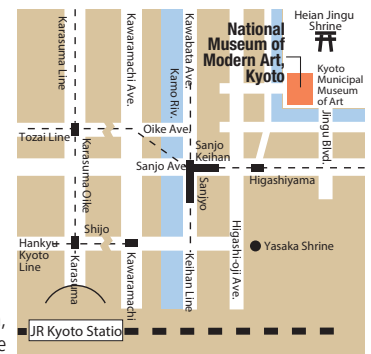 Karasuma Line
Kawaramachi Ave.
Kawabata Ave.
Kamo Riv.
National
Museum of
Modern Art,
Kyoto
Heian Jingu
Shrine
Kyoto
Municipal
Museum
of Art
Jingu Blvd.
Tozai Line
Oike Ave
Sanjo Ave
Sanjo
Keihan
Higashiyama
Karasuma Oike
Sanjyo
Shijo
Hankyu
Kyoto
Line
Karasuma
Kawaramachi
Keihan Line
Higashi-oji Ave.
Yasaka Shrine
JR Kyoto Statio